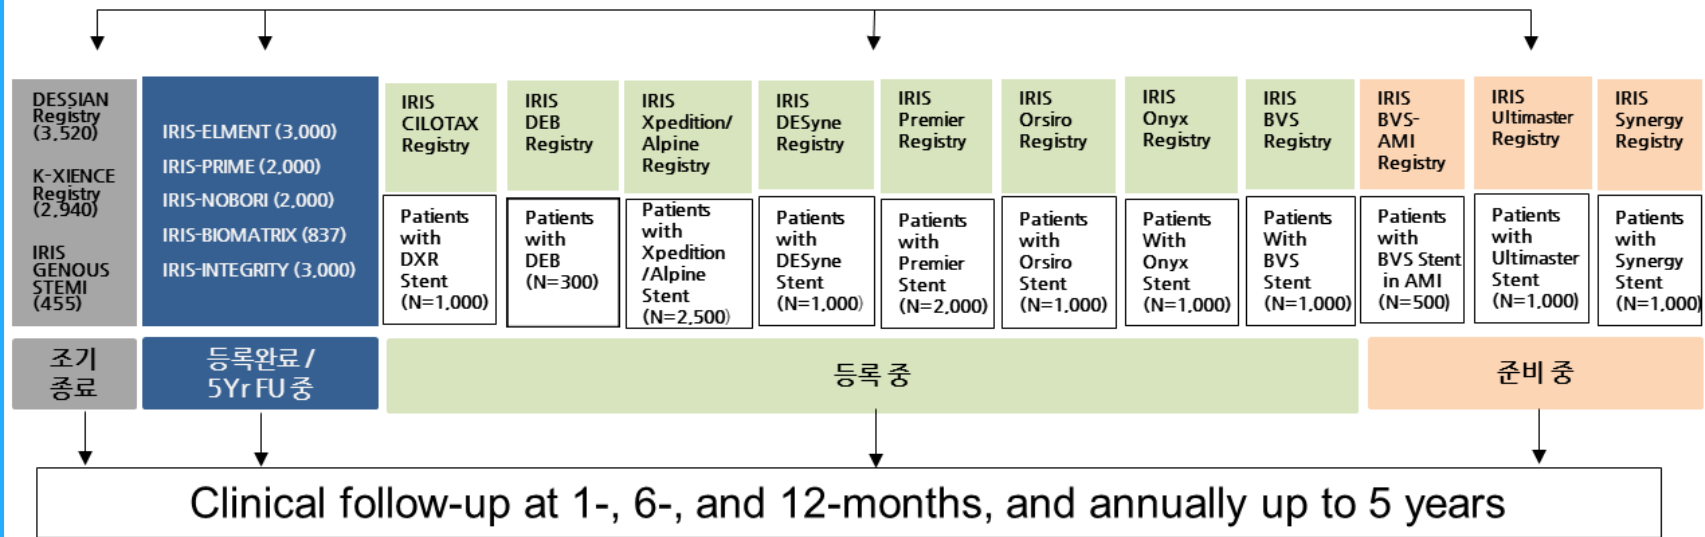 DESSIAN
Registry
(3,520)
K-XIENCE
Registry
(2,940)
IRIS
GENOUS
STEMI
(455)
IRIS-ELMENT (3,000)
IRIS-PRIME (2,000)
IRIS-NOBORI (2,000)
IRIS-BIOMATRIX (837)
IRIS-INTEGRITY (3,000)
IRIS
CILOTAX
Registry
IRIS
DEB
Registry
IRIS
Xpedition/
Alpine
Registry
IRIS
DESyne
Registry
IRIS
Premier
Registry
IRIS
Orsiro
Registry
IRIS
Onyx
Registry
IRIS
BVS
Registry
IRIS
BVS-
AMI
Registry
IRIS
Ultimaster
Registry
IRIS
Synergy
Registry
Patients
with
DXR
Stent
(N=1,000)
Patients
with
DEB
(N=300)
Patients
with
Xpedition
/Alpine
Stent
(N=2,500)
Patients
with
DESyne
Stent
(N=1,000)
Patients
with
Premier
Stent
(N=2,000)
Patients
with
Orsiro
Stent
(N=1,000)
Patients
With
Onyx
Stent
(N=1,000)
Patients
With
BVS
Stent
(N=1,000)
Patients
with
BVS Stent
in AMI
(N=500)
Patients
with
Ultimaster
Stent
(N=1,000)
Patients
with
Synergy
Stent
(N=1,000)
조기
종료
등록완료 /
5Yr FU 중
등록 중
준비 중
Clinical follow-up at 1-, 6-, and 12-months, and annually up to 5 years